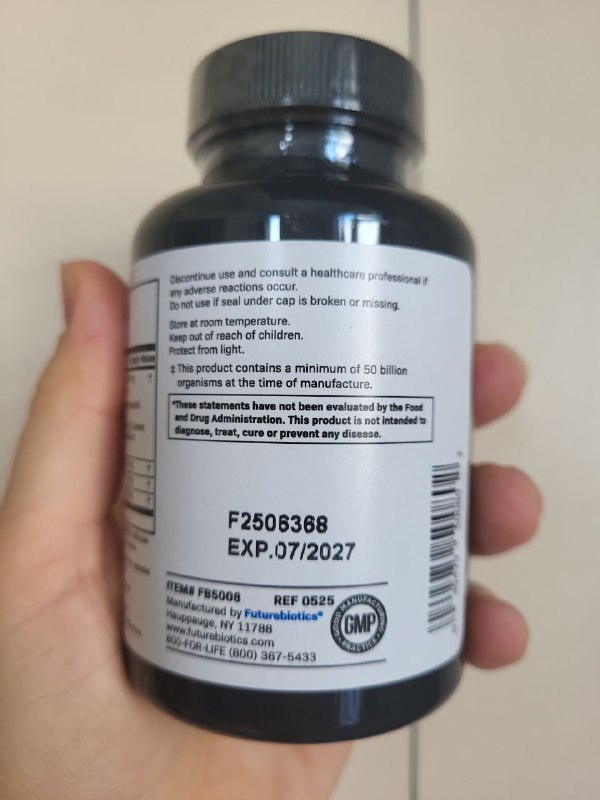 Discontinue use and consult a healthcare professional if
any adverse reactions occur.
Do not use if seal under cap is broken or missing.
Store at room temperature.
Keep out of reach of children.
Protect from light.
‡ This product contains a minimum of 50 billion
organisms at the time of manufacture.
*These statements have not been evaluated by the Food
and Drug Administration. This product is not intended to
diagnose, treat, cure or prevent any disease.
F2506368
EXP.07/2027
ITEM# FB5008 REF 0525
Manufactured by Futurebiotics®
Hauppauge, NY 11788
www.futurebiotics.com
800-FOR-LIFE (800) 367-5433
GOOD MANUFACTURING
GMP
PRACTICE